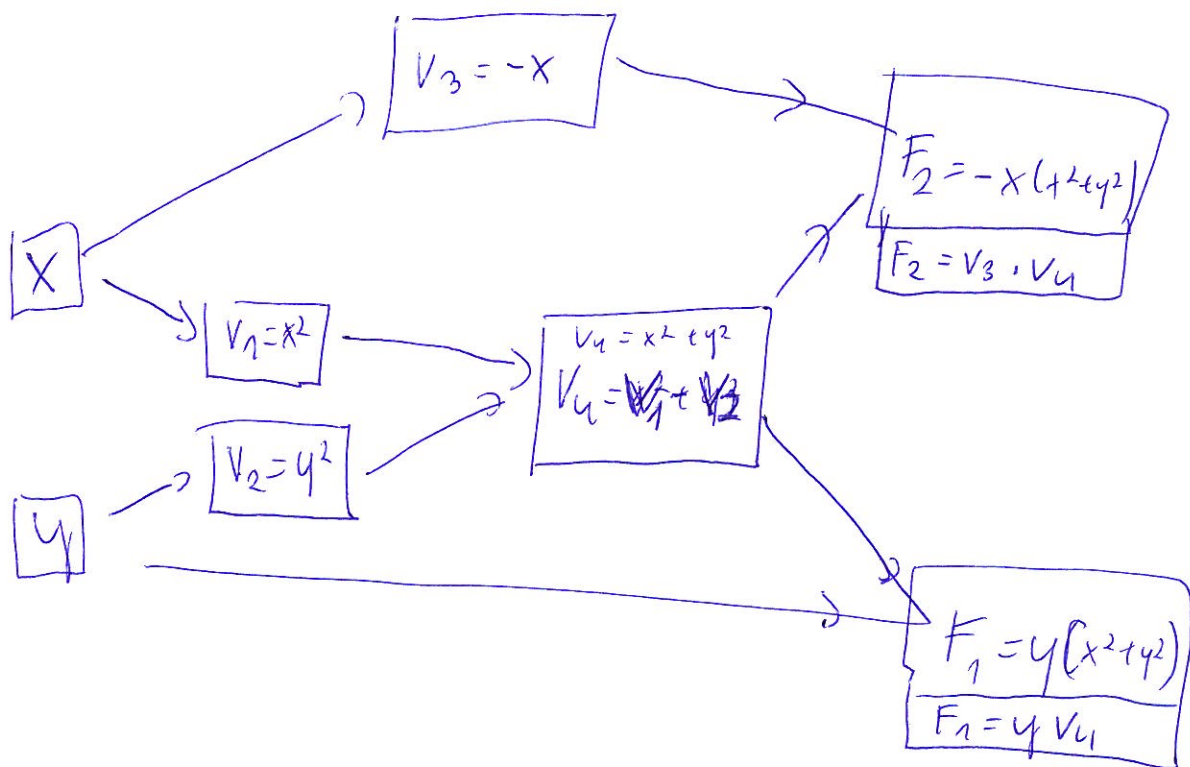 V₃ = -x
F₂ = -x(x²+y²)
F₂ = V₃ · V₄
x
V₁ = x²
V₄ = x² + y²
V₄ = V₁ + V₂
V₂ = y²
y
F₁ = y(x²+y²)
F₁ = y V₄